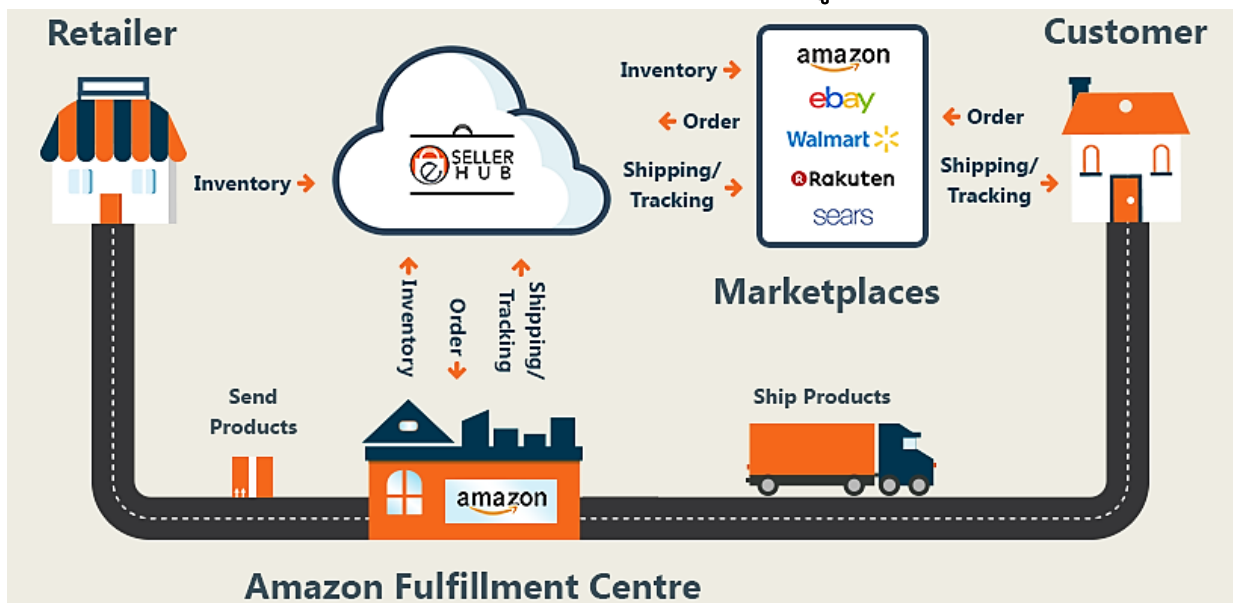 Retailer
Customer
Inventory
SELLER
HUB
Inventory
Order
Shipping/
Tracking
amazon
ebay
Walmart
Rakuten
sears
Order
Shipping/
Tracking
Marketplaces
Inventory
Order
Shipping/
Tracking
Send
Products
Ship Products
amazon
Amazon Fulfillment Centre